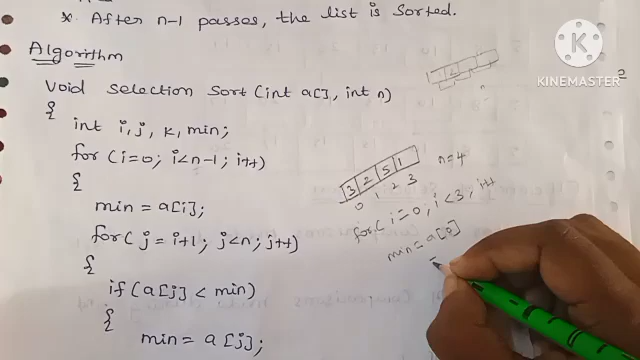 * After n-1 passes, the list is sorted.
Algorithm
Void Selection Sort (int a[], int n)
{
int i, j, k, min;
for (i=0; i<n-1; i++)
{
min = a[i];
for( j = i+1; j<n; j++)
{
if (a[j] < min)
{
min = a[j];
K
KINEMASTER
2
3 2 5 1
0 1 2 3
n=4
for( i=0; i<3, i++
min = a[0]